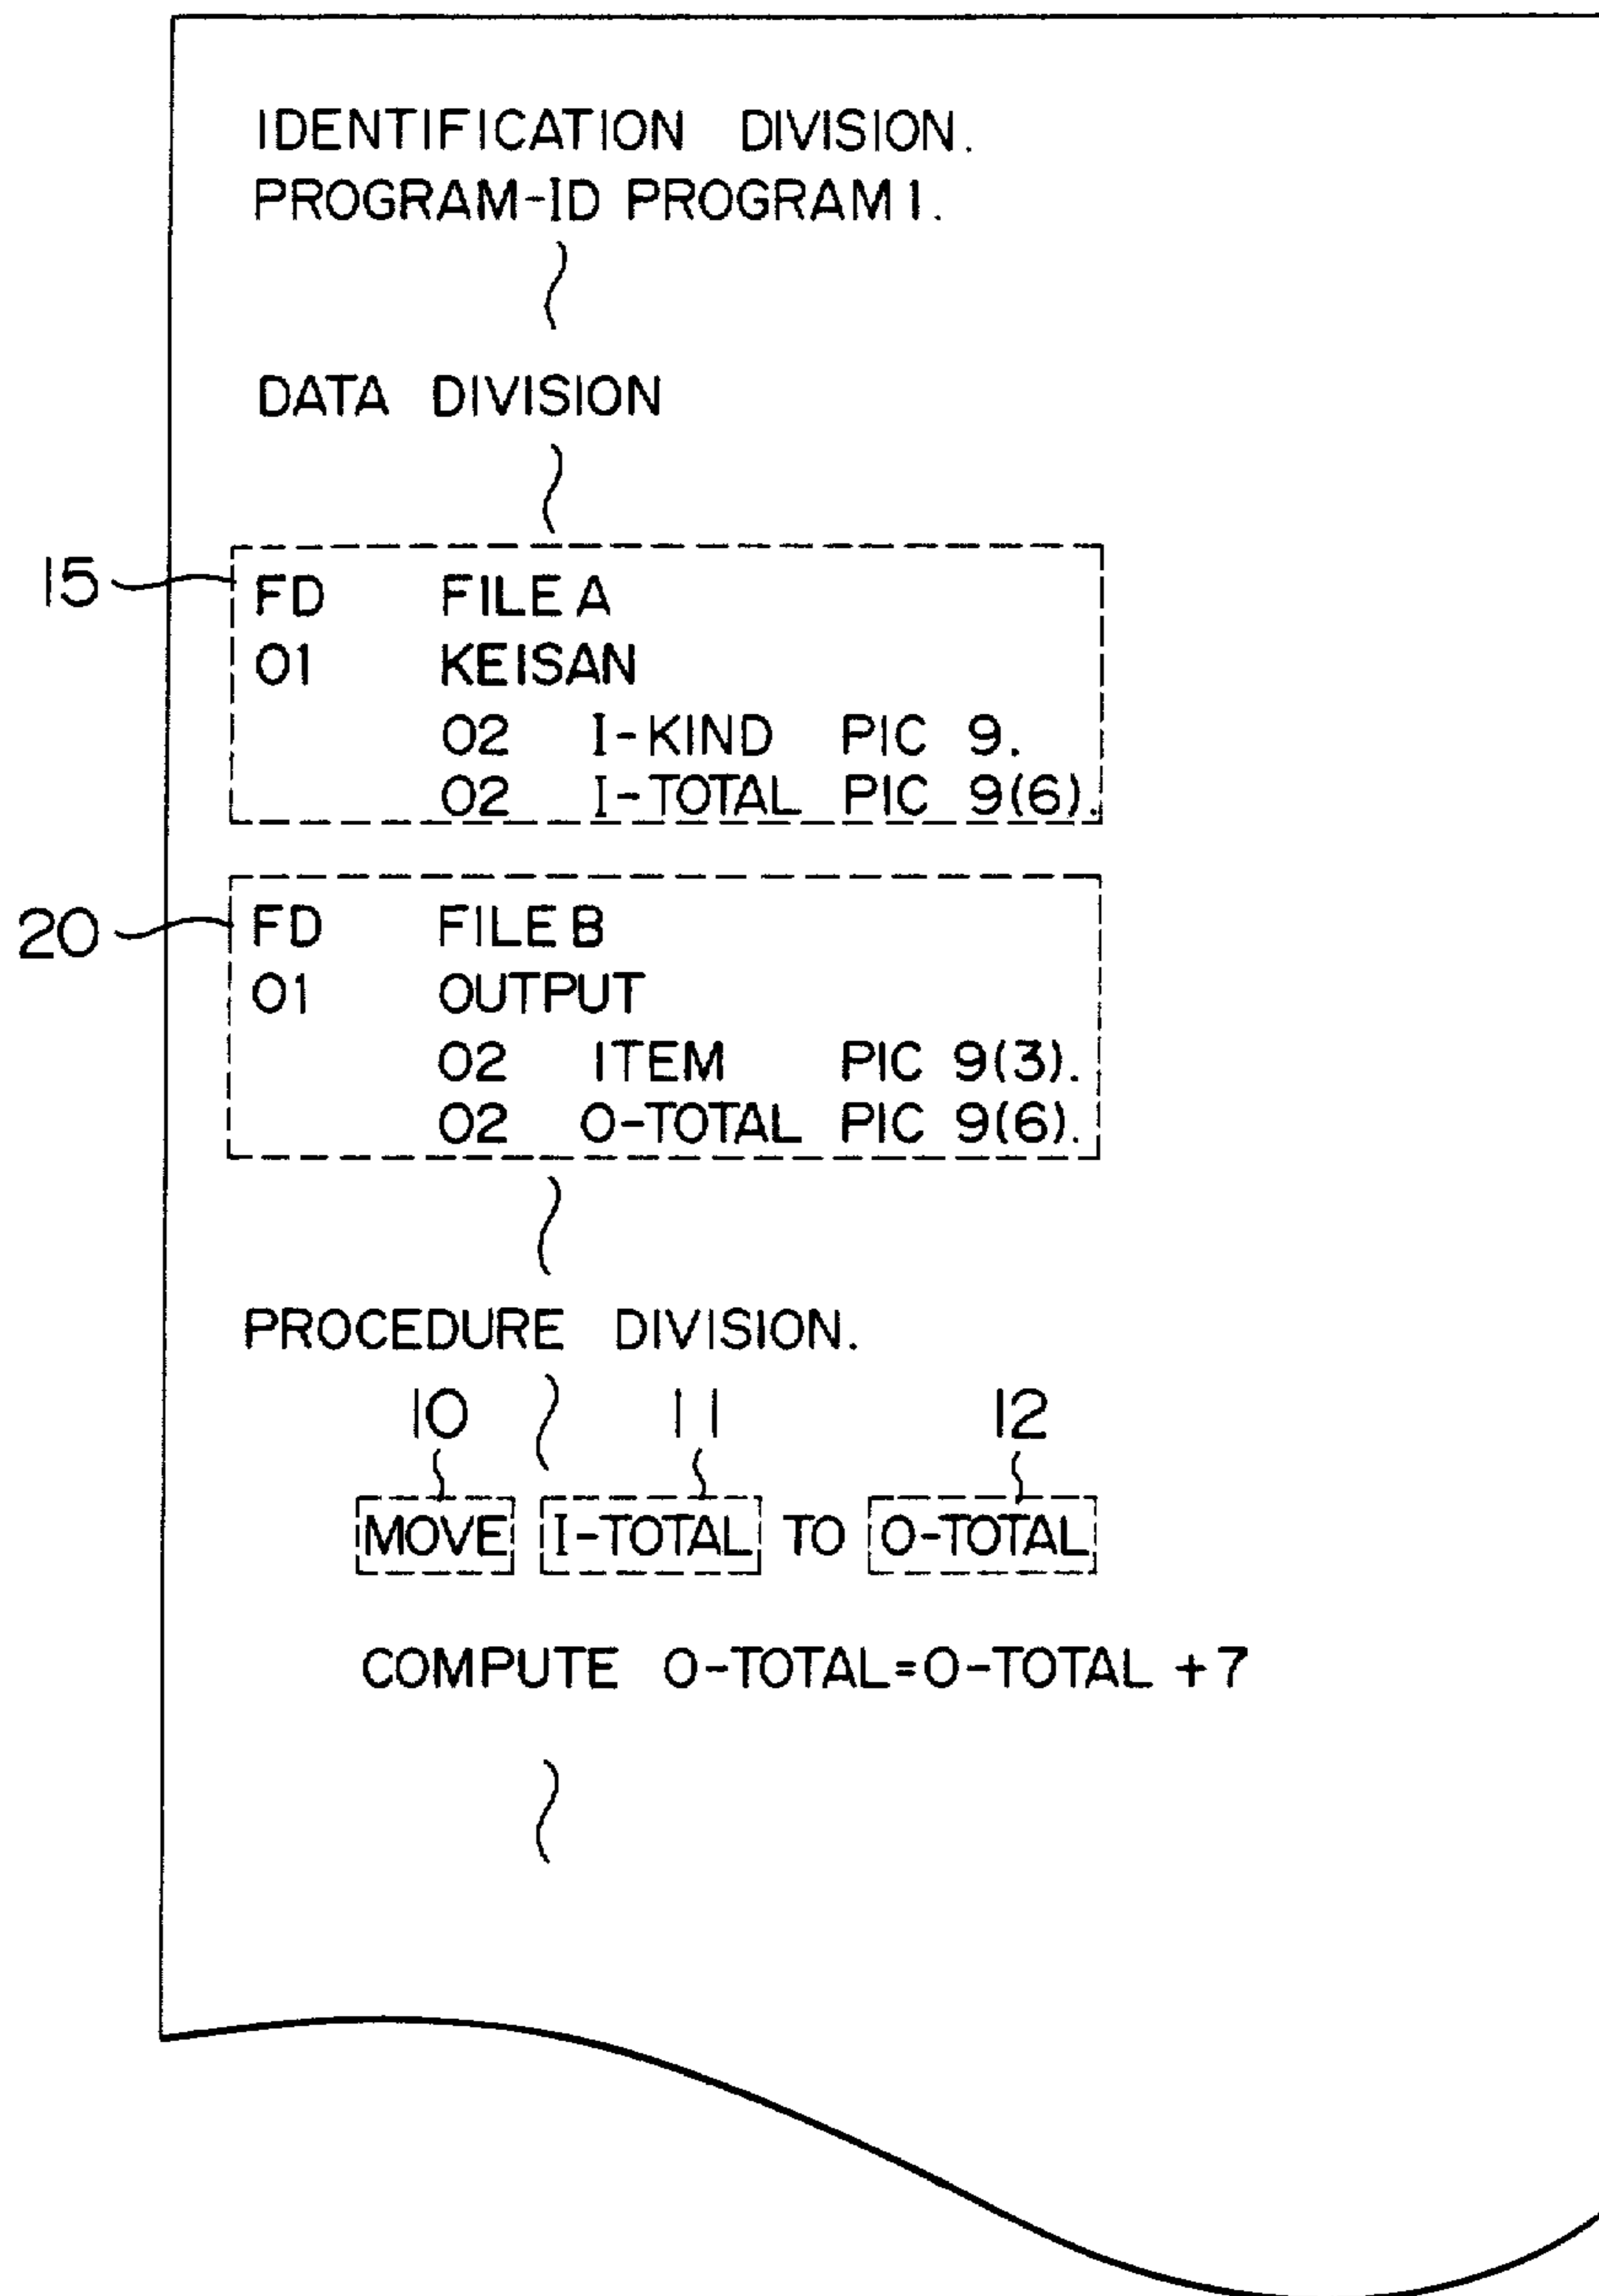 IDENTIFICATION DIVISION.
PROGRAM-ID PROGRAM1.
DATA DIVISION
15
FD FILE A
01 KEISAN
02 I-KIND PIC 9.
02 I-TOTAL PIC 9(6).
20
FD FILE B
01 OUTPUT
02 ITEM PIC 9(3).
02 O-TOTAL PIC 9(6).
PROCEDURE DIVISION.
10 11 12
MOVE I-TOTAL TO O-TOTAL
COMPUTE O-TOTAL=O-TOTAL+7